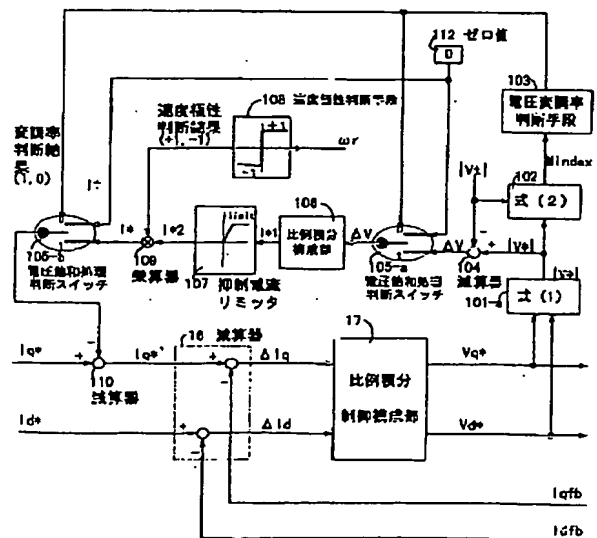 112 ゼロ値
0
103
電圧変調率
判断手段
Mindex
102
式 (2)
101
式 (1)
速度極性
判断結果
(+1, -1)
108 速度極性判断手段
+1
-1
ωr
変調率
判断結果
(1, 0)
I*
I*2
limit
I*1
106
比例積分
構成部
ΔV
ΔV
105-b
電圧飽和処理
判断スイッチ
109
乗算器
107
抑制電流
リミッタ
105-a
電圧飽和処理
判断スイッチ
104
減算器
Iq*
110
減算器
Iq*'
16 減算器
ΔIq
17
比例積分
制御構成部
Vq*
Id*
ΔId
Vd*
Iqfb
Idfb